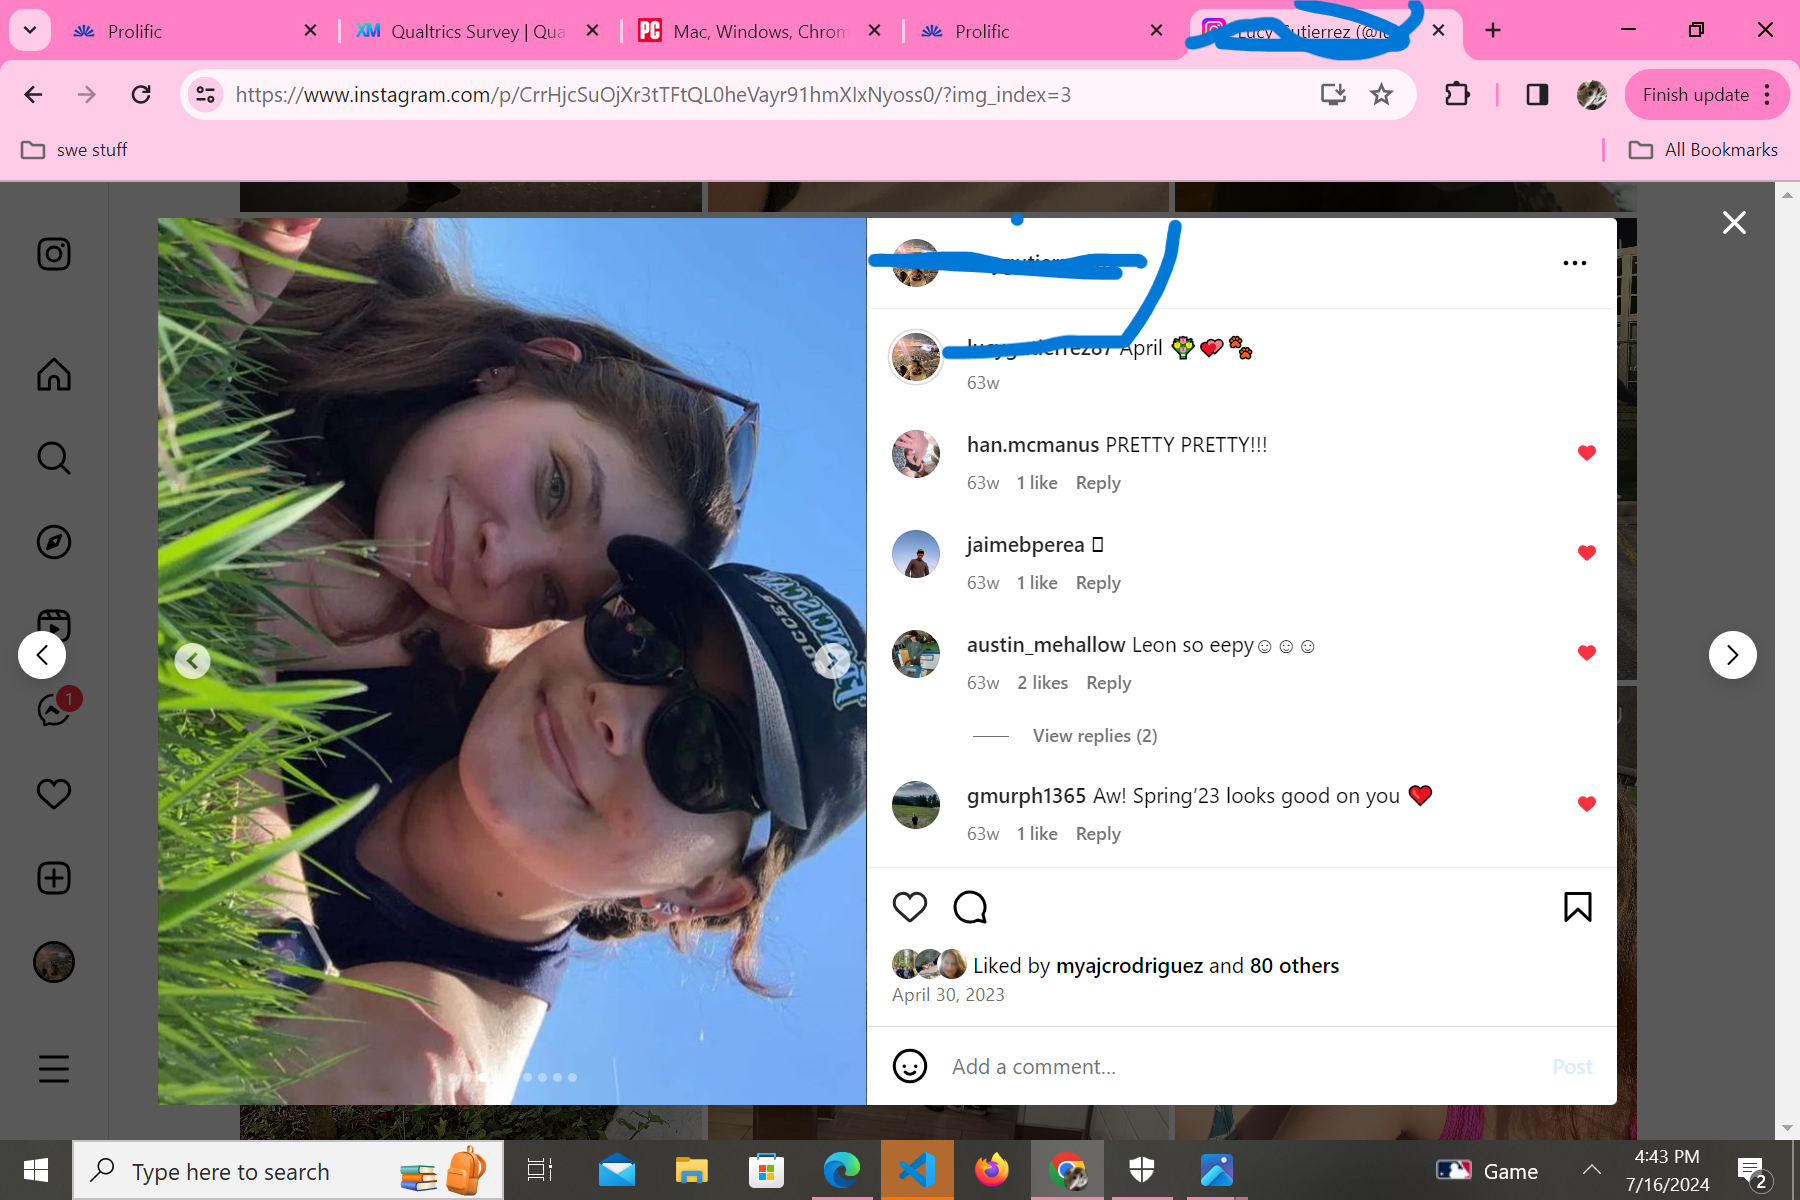 Prolific
Qualtrics Survey | Qua
Mac, Windows, Chrom
Prolific
https://www.instagram.com/p/CrrHjcSuOjXr3tTFtQL0heVayr91hmXIxNyoss0/?img_index=3
Finish update
swe stuff
All Bookmarks
April 💐💞🐾
63w
han.mcmanus PRETTY PRETTY!!!
63w 1 like Reply
jaimebperea
63w 1 like Reply
austin_mehallow Leon so eepy☺☺☺
63w 2 likes Reply
View replies (2)
gmurph1365 Aw! Spring’23 looks good on you ❤️
63w 1 like Reply
1
Liked by myajcrodriguez and 80 others
April 30, 2023
Add a comment...
Post
Type here to search
Game
4:43 PM
7/16/2024
2